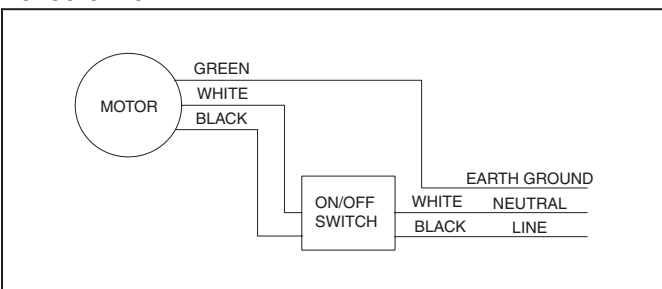 GREEN
WHITE
MOTOR
BLACK
EARTH GROUND
ON/OFF
SWITCH
WHITE NEUTRAL
BLACK LINE